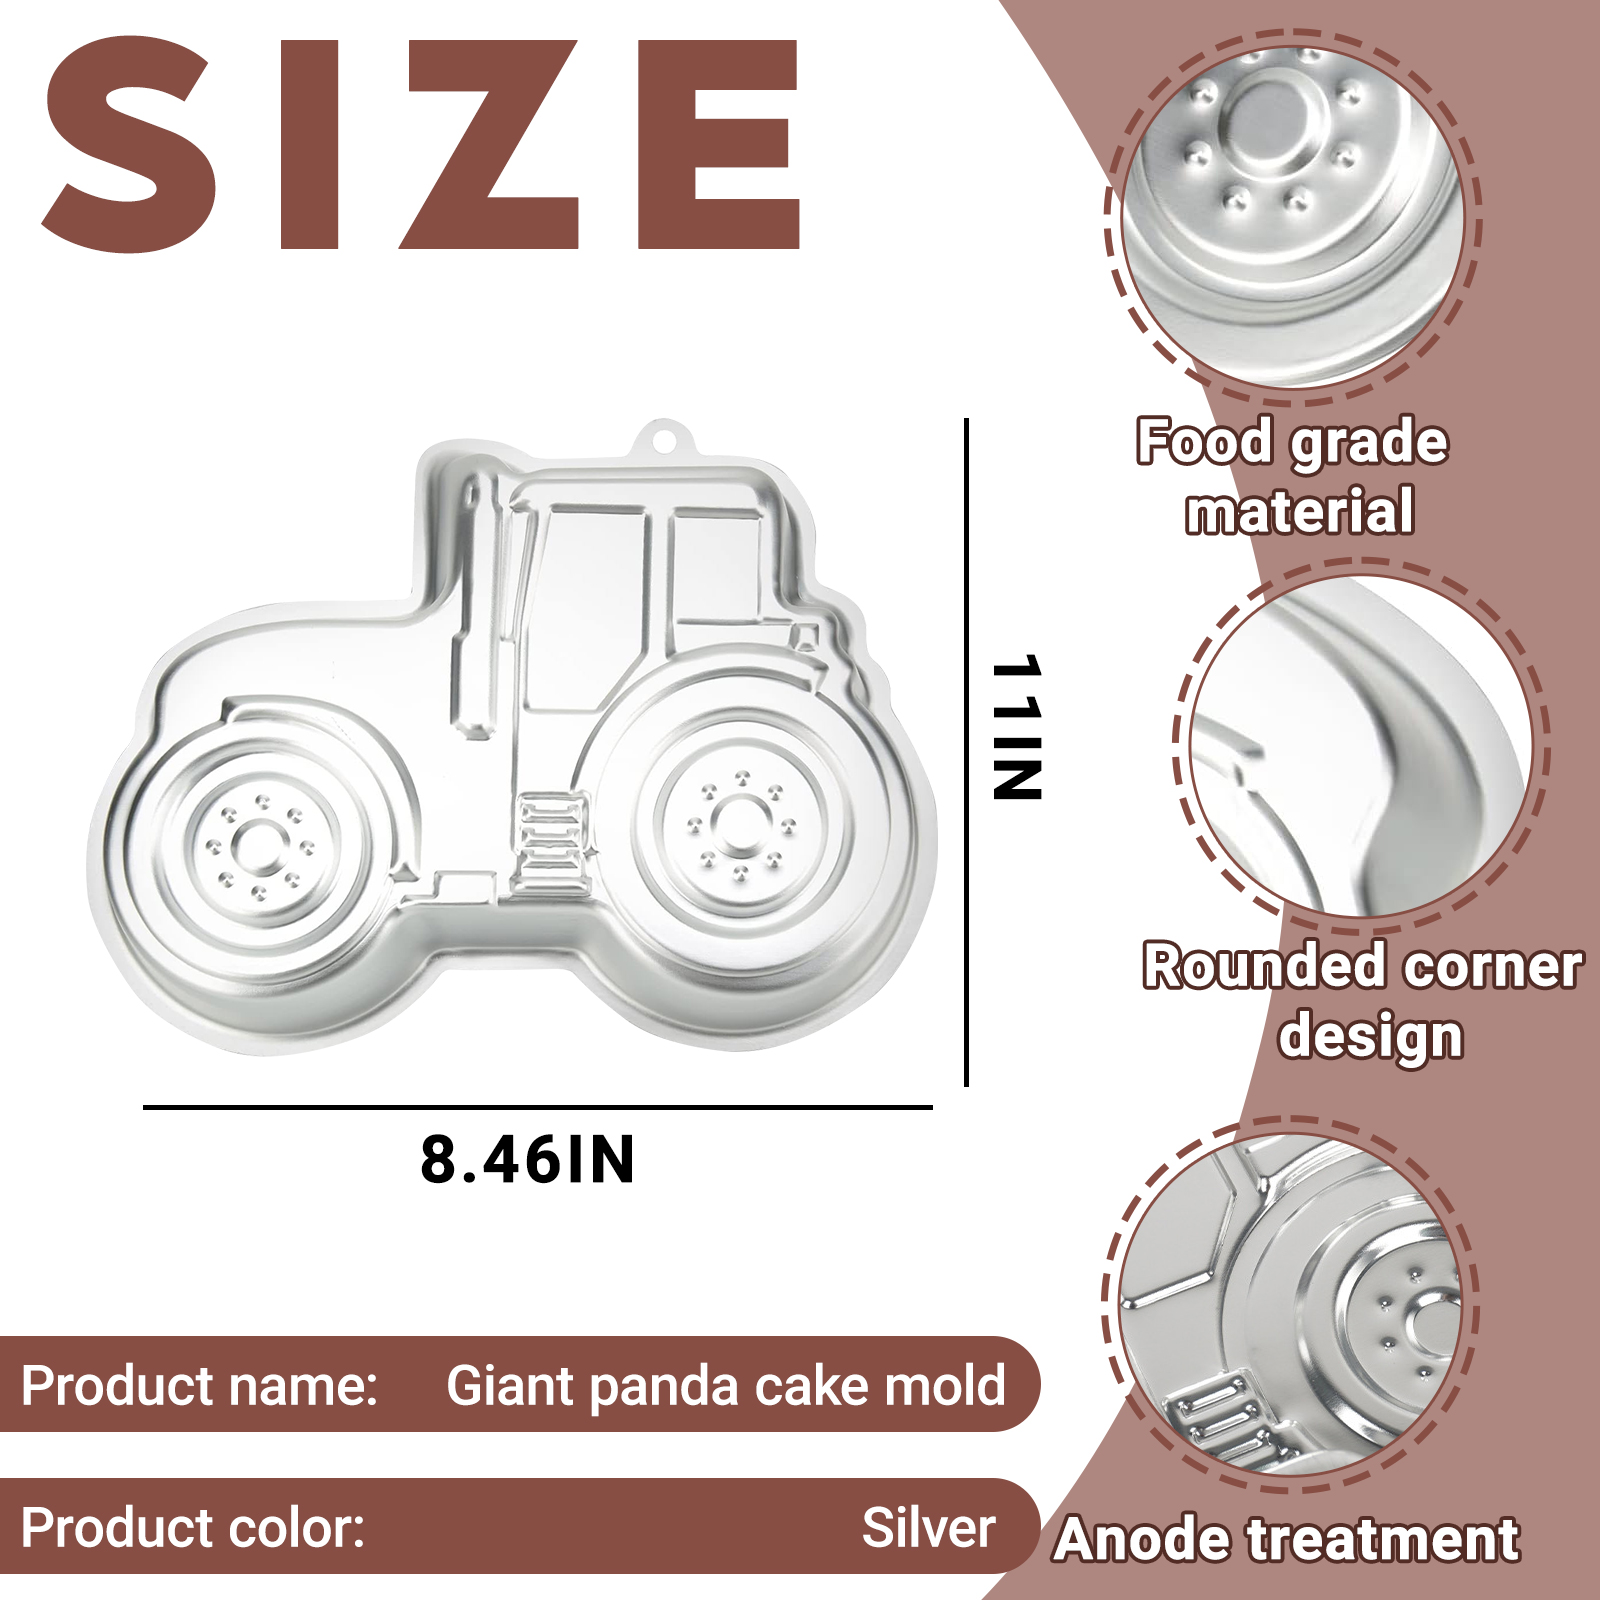 SIZE
11IN
8.46IN
Food grade
material
Rounded corner
design
Anode treatment
Product name: Giant panda cake mold
Product color: Silver